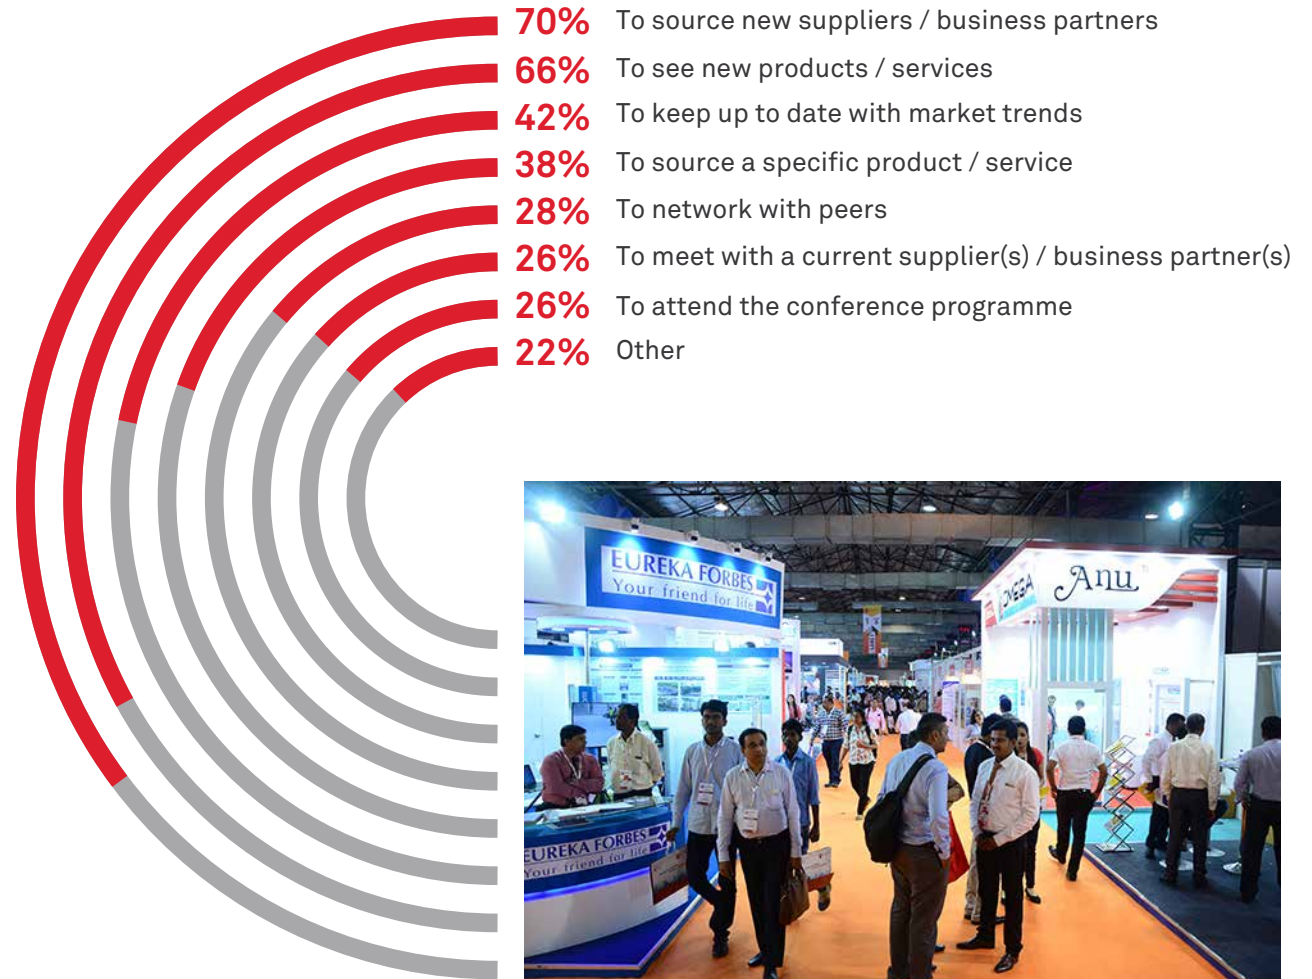 70% To source new suppliers / business partners
66% To see new products / services
42% To keep up to date with market trends
38% To source a specific product / service
28% To network with peers
26% To meet with a current supplier(s) / business partner(s)
26% To attend the conference programme
22% Other
EUREKA FORBES
Your friend for life
OMEGA
Anu
EUREKA FORBES
Your friend for life